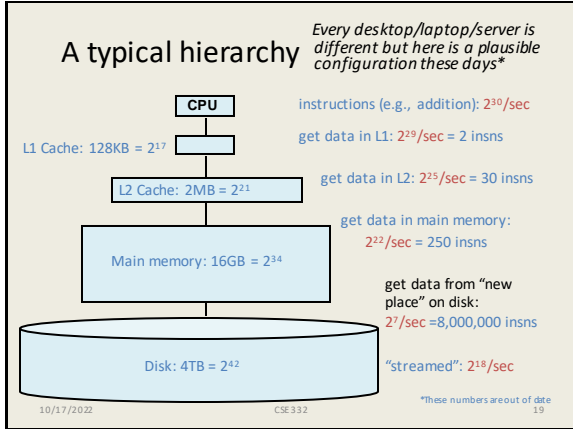 A typical hierarchy
Every desktop/laptop/server is
different but here is a plausible
configuration these days*
CPU
instructions (e.g., addition): 2³⁰/sec
L1 Cache: 128KB = 2¹⁷
get data in L1: 2²⁹/sec = 2 insns
L2 Cache: 2MB = 2²¹
get data in L2: 2²⁵/sec = 30 insns
get data in main memory:
2²²/sec = 250 insns
Main memory: 16GB = 2³⁴
get data from “new
place” on disk:
2⁷/sec =8,000,000 insns
Disk: 4TB = 2⁴²
“streamed”: 2¹⁸/sec
*These numbers are out of date
10/17/2022
CSE332
19